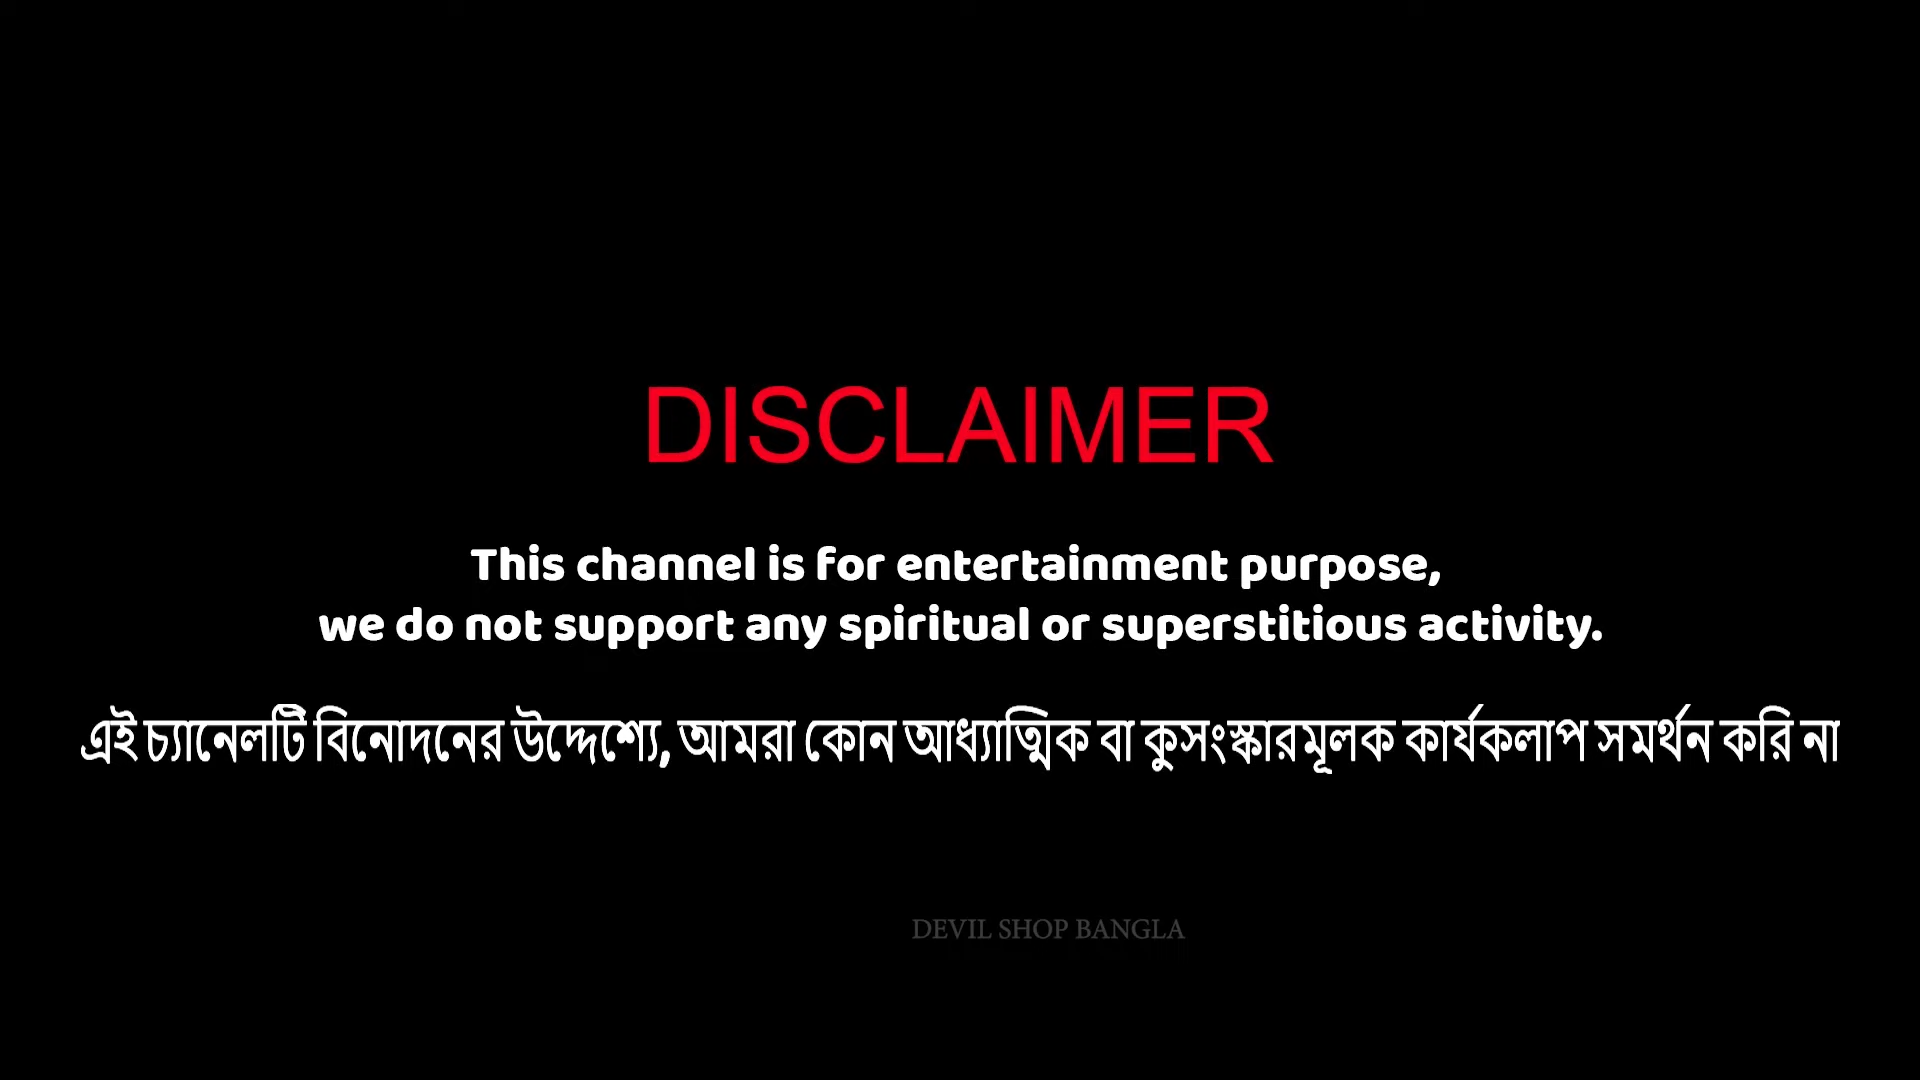 DISCLAIMER
This channel is for entertainment purpose,
we do not support any spiritual or superstitious activity.
এই চ্যানেলটি বিনোদনের উদ্দেশ্যে, আমরা কোন আধ্যাত্মিক বা কুসংস্কারমূলক কার্যকলাপ সমর্থন করি না
DEVIL SHOP BANGLA